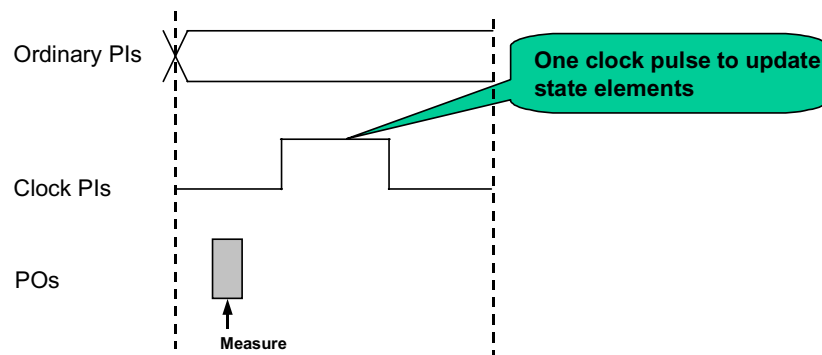 Ordinary PIs
One clock pulse to update
state elements
Clock PIs
POs
Measure